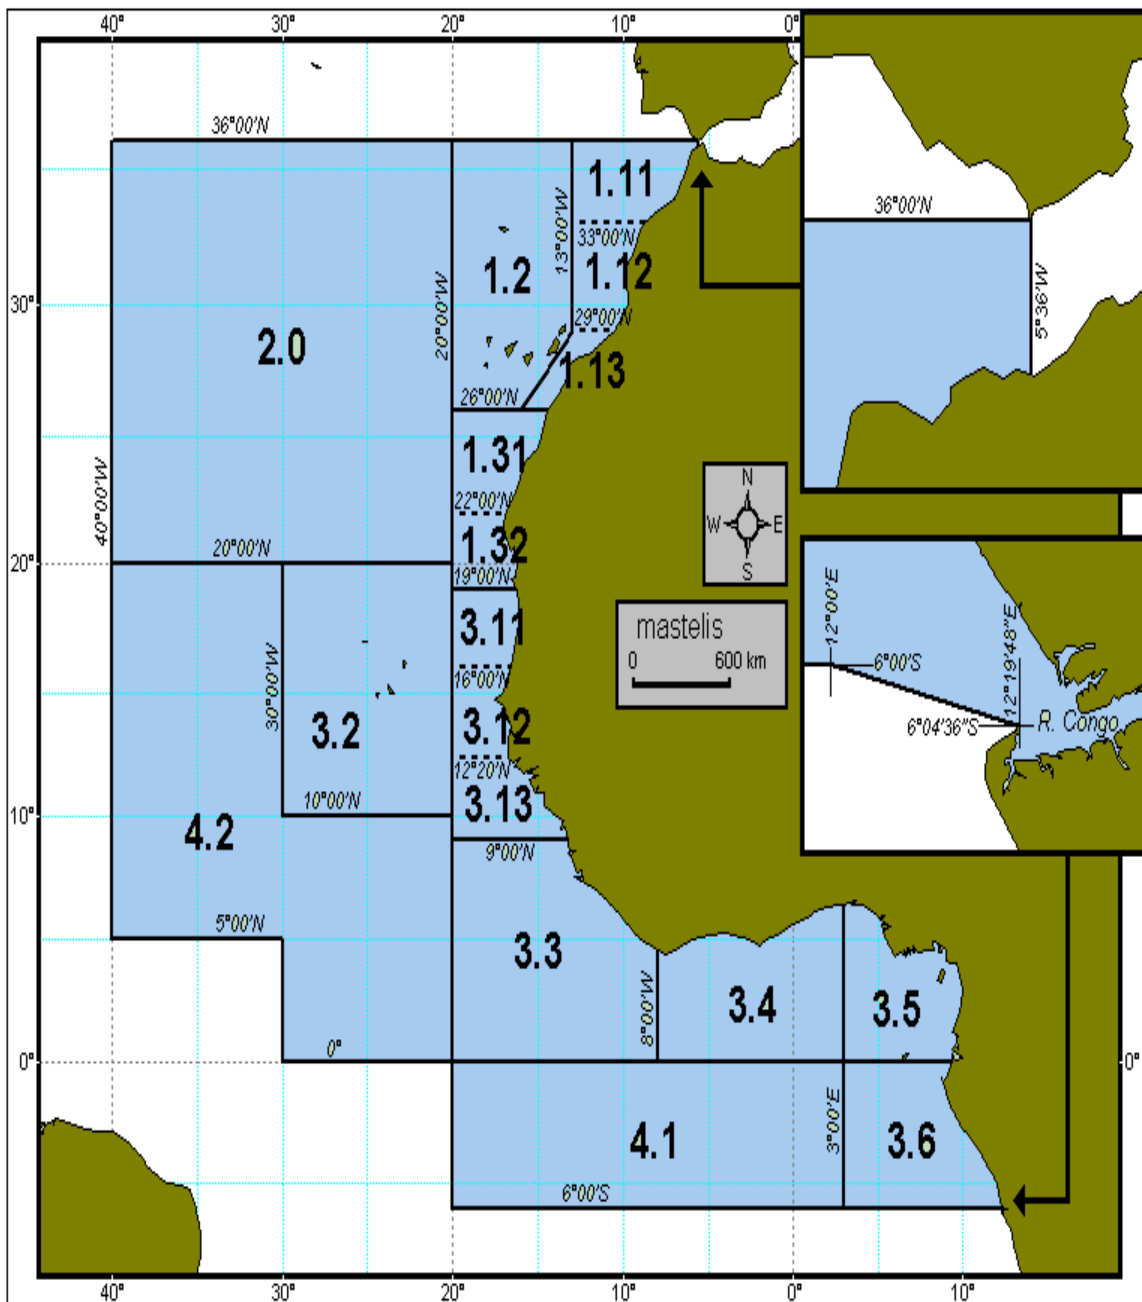 40° 30° 20° 10° 0°
36°00'N
36°00'N
1.11
13°00'W
33°00'N
1.2
1.12
5°36'W
30°
20°00'W
29°00'N
2.0
1.13
26°00'N
1.31
40°00'W
22°00'N
N
W E
S
20°00'N
1.32
20°
19°00'N
12°00'E
3.11
mastelis
0 600 km
6°00'S
12°19'48"E
16°00'N
30°00'W
3.2
3.12
6°04'36"S
R. Congo
12°20'N
10°00'N
3.13
10°
4.2
9°00'N
5°00'N
3.3
8°00'W
3.4
3.5
0°
0°
0°
3°00'E
4.1
3.6
6°00'S
40° 30° 20° 10° 0° 10°